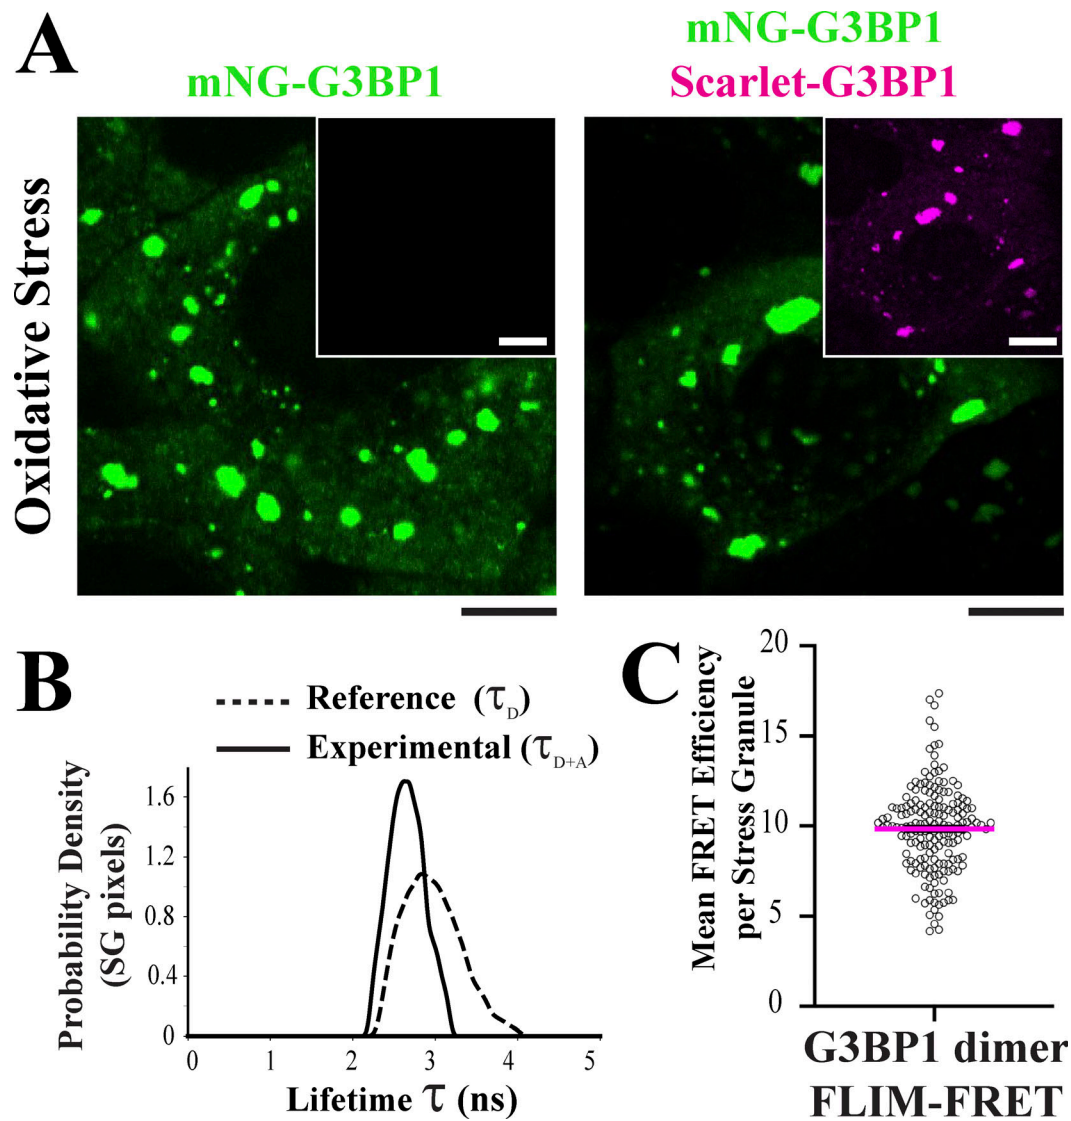 A
mNG-G3BP1
mNG-G3BP1
Scarlet-G3BP1
Oxidative Stress
B
Reference (τD)
Experimental (τD+A)
Probability Density
(SG pixels)
1.6
1.2
0.8
0.4
0
0 1 2 3 4 5
Lifetime τ (ns)
C
Mean FRET Efficiency
per Stress Granule
20
15
10
5
0
G3BP1 dimer
FLIM-FRET